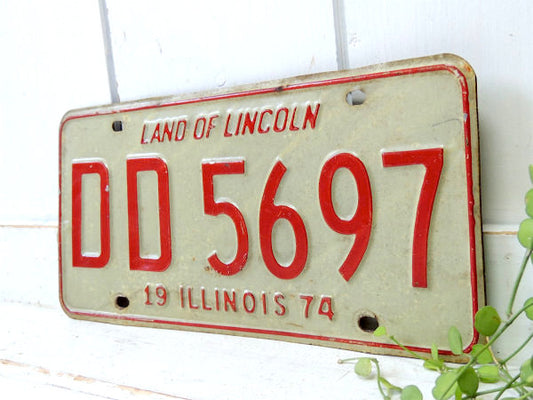 LAND OF LINCOLN
DD 5697
19 ILLINOIS 74